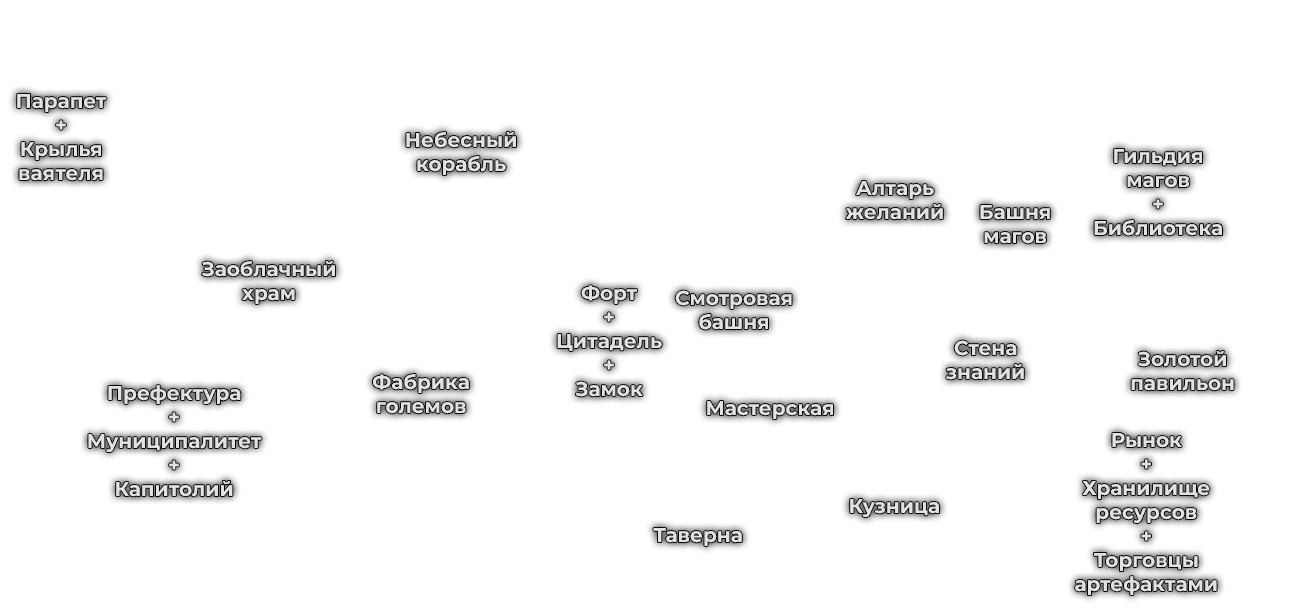 Парапет
+
Крылья
ваятеля
Небесный
корабль
Гильдия
магов
+
Библиотека
Алтарь
желаний
Башня
магов
Заоблачный
храм
Форт
+
Цитадель
+
Замок
Смотровая
башня
Стена
знаний
Золотой
павильон
Фабрика
големов
Префектура
+
Муниципалитет
+
Капитолий
Мастерская
Рынок
+
Хранилище
ресурсов
+
Торговцы
артефактами
Кузница
Таверна